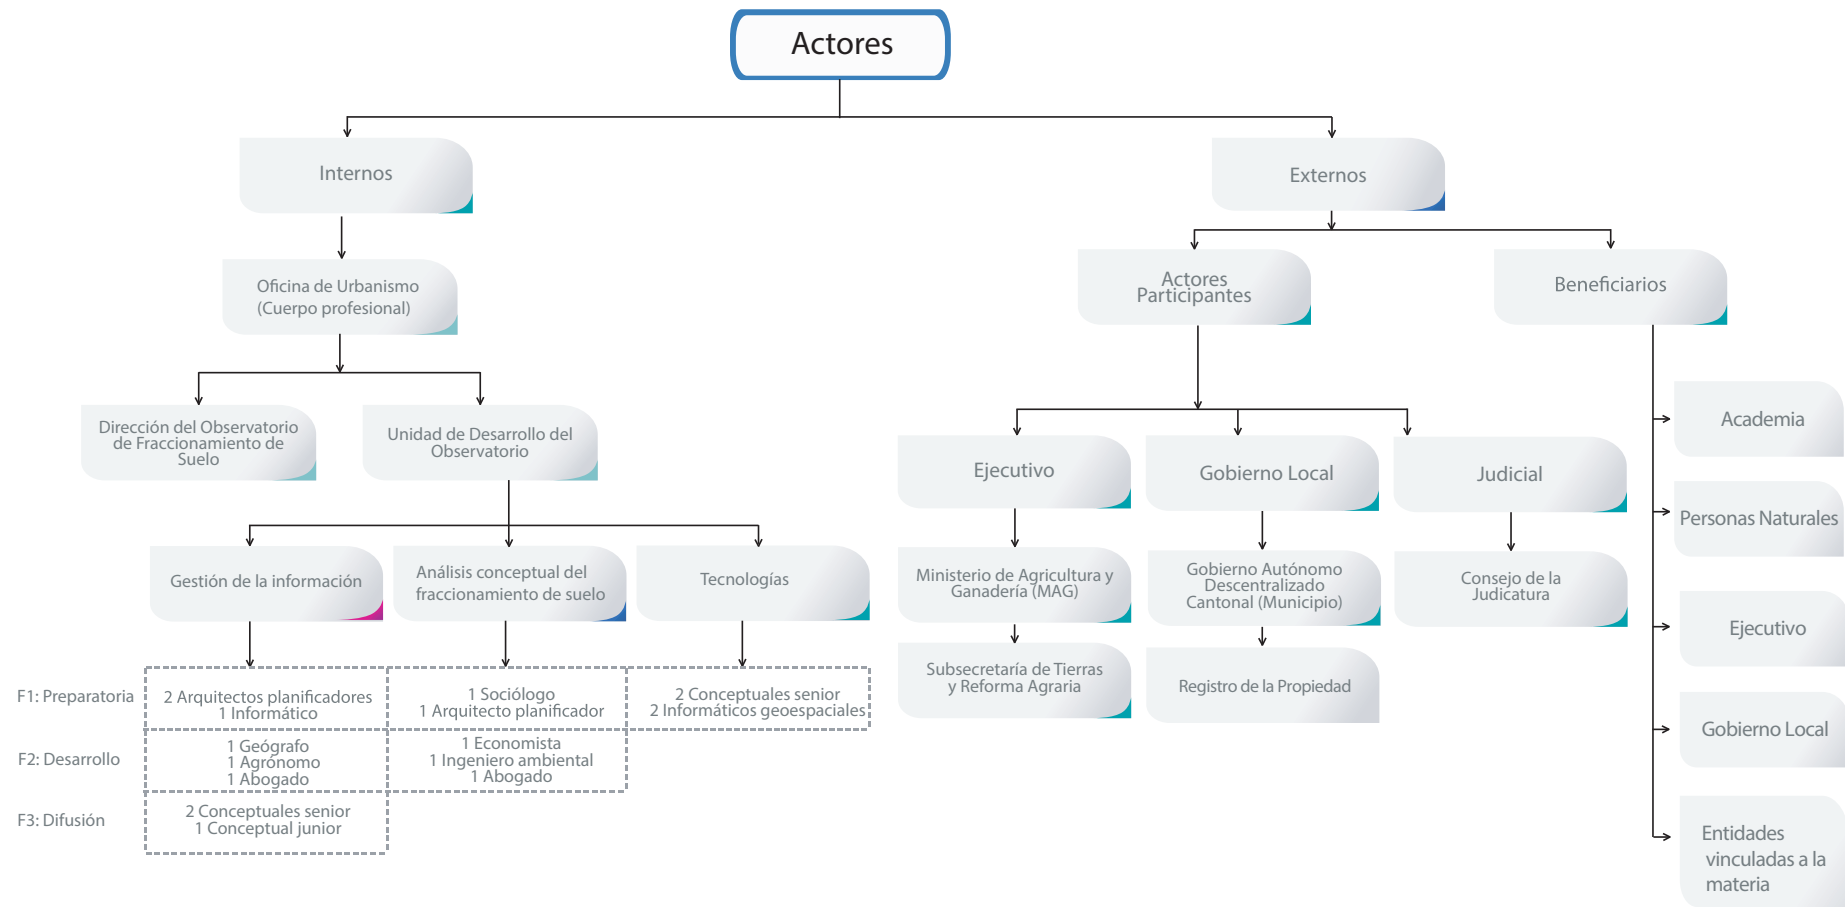 Actores
Internos
Externos
Oficina de Urbanismo
(Cuerpo profesional)
Actores
Participantes
Beneficiarios
Dirección del Observatorio
de Fraccionamiento de
Suelo
Unidad de Desarrollo del
Observatorio
Ejecutivo
Gobierno Local
Judicial
Academia
Personas Naturales
Ejecutivo
Gobierno Local
Entidades
vinculadas a la
materia
Gestión de la información
Análisis conceptual del
fraccionamiento de suelo
Tecnologías
Ministerio de Agricultura y
Ganadería (MAG)
Gobierno Autónomo
Descentralizado
Cantonal (Municipio)
Consejo de la
Judicatura
Subsecretaría de Tierras
y Reforma Agraria
Registro de la Propiedad
F1: Preparatoria
2 Arquitectos planificadores
1 Informático
1 Sociólogo
1 Arquitecto planificador
2 Conceptuales senior
2 Informáticos geoespaciales
F2: Desarrollo
1 Geógrafo
1 Agrónomo
1 Abogado
1 Economista
1 Ingeniero ambiental
1 Abogado
F3: Difusión
2 Conceptuales senior
1 Conceptual junior